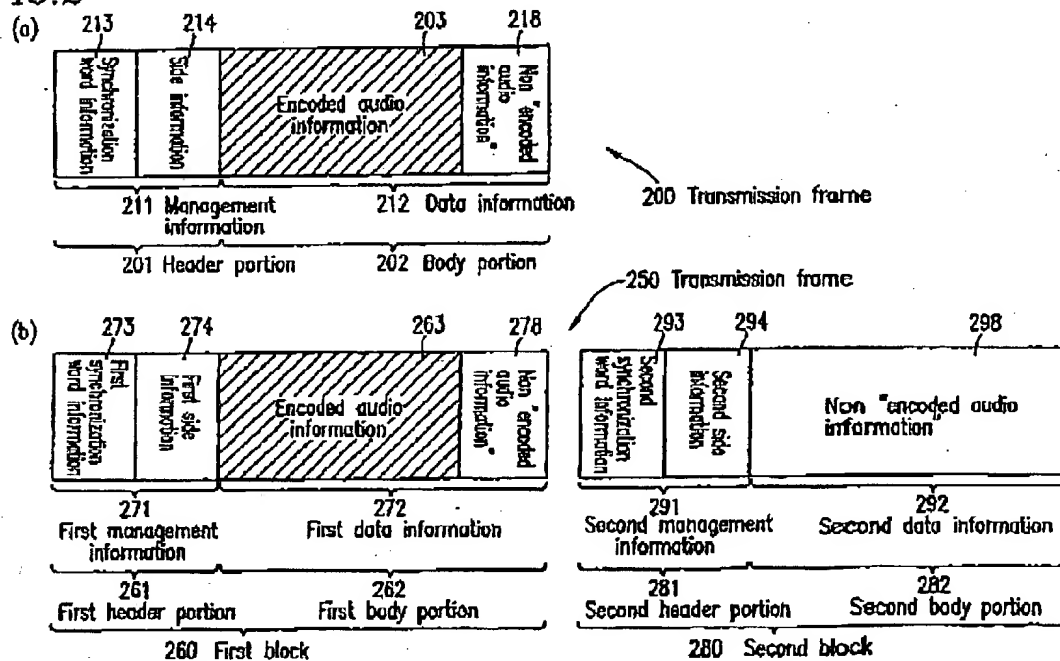 (a)
213
214
203
218
Synchronization
word information
Side information
Encoded audio
information
Non "encoded
audio
information"
211 Management
information
212 Data information
200 Transmission frame
201 Header portion
202 Body portion
250 Transmission frame
(b)
273
274
263
278
293
294
298
First
synchronization
word information
First side
information
Encoded audio
information
Non "encoded
audio
information"
Second
synchronization
word information
Second side
information
Non "encoded audio
information"
271
First management
information
272
First data information
291
Second management
information
292
Second data information
261
First header portion
262
First body portion
281
Second header portion
282
Second body portion
260 First block
280 Second block